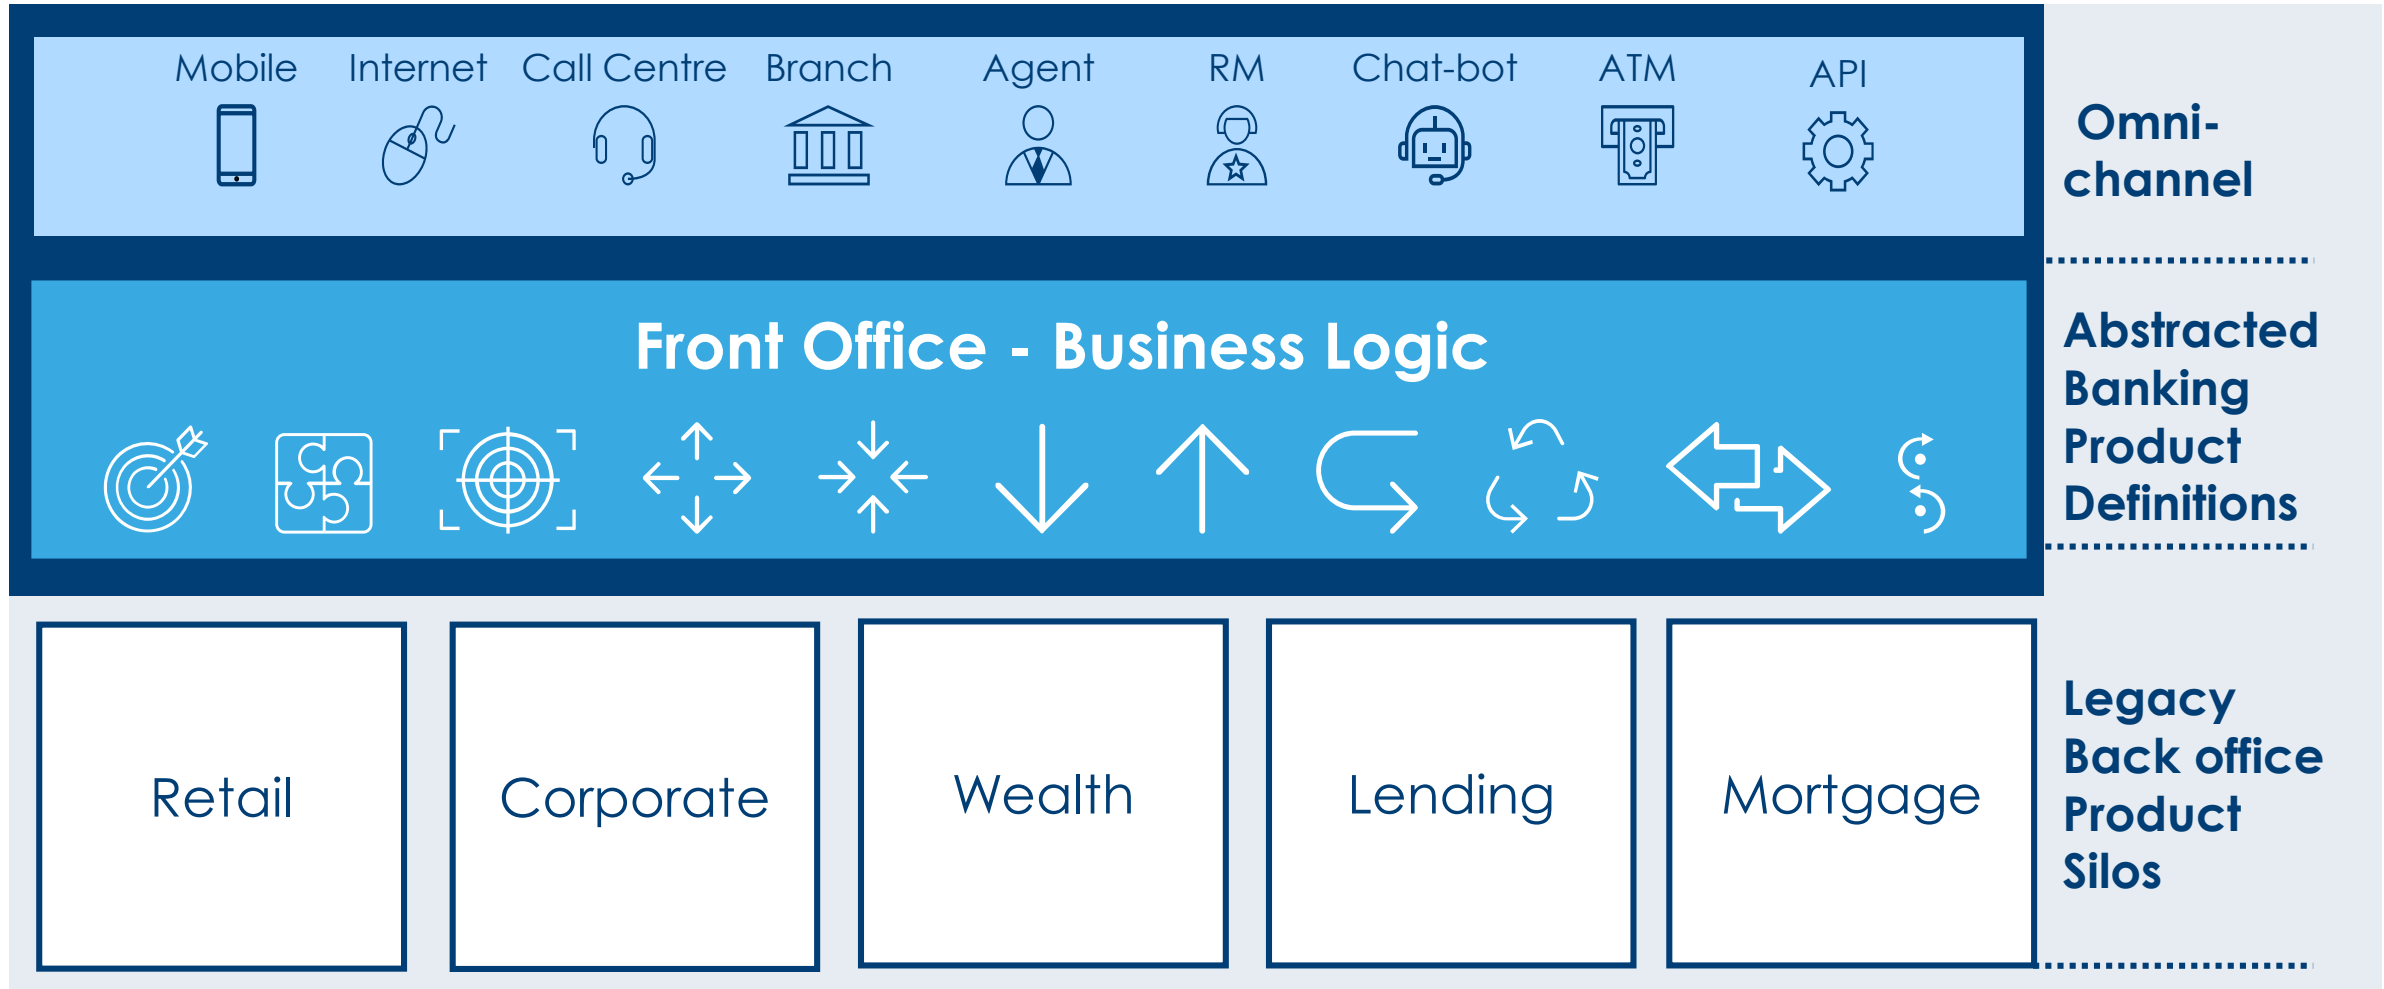 Mobile Internet Call Centre Branch Agent RM Chat-bot ATM API
Omni-
channel
Front Office - Business Logic
Abstracted
Banking
Product
Definitions
Retail Corporate Wealth Lending Mortgage
Legacy
Back office
Product
Silos